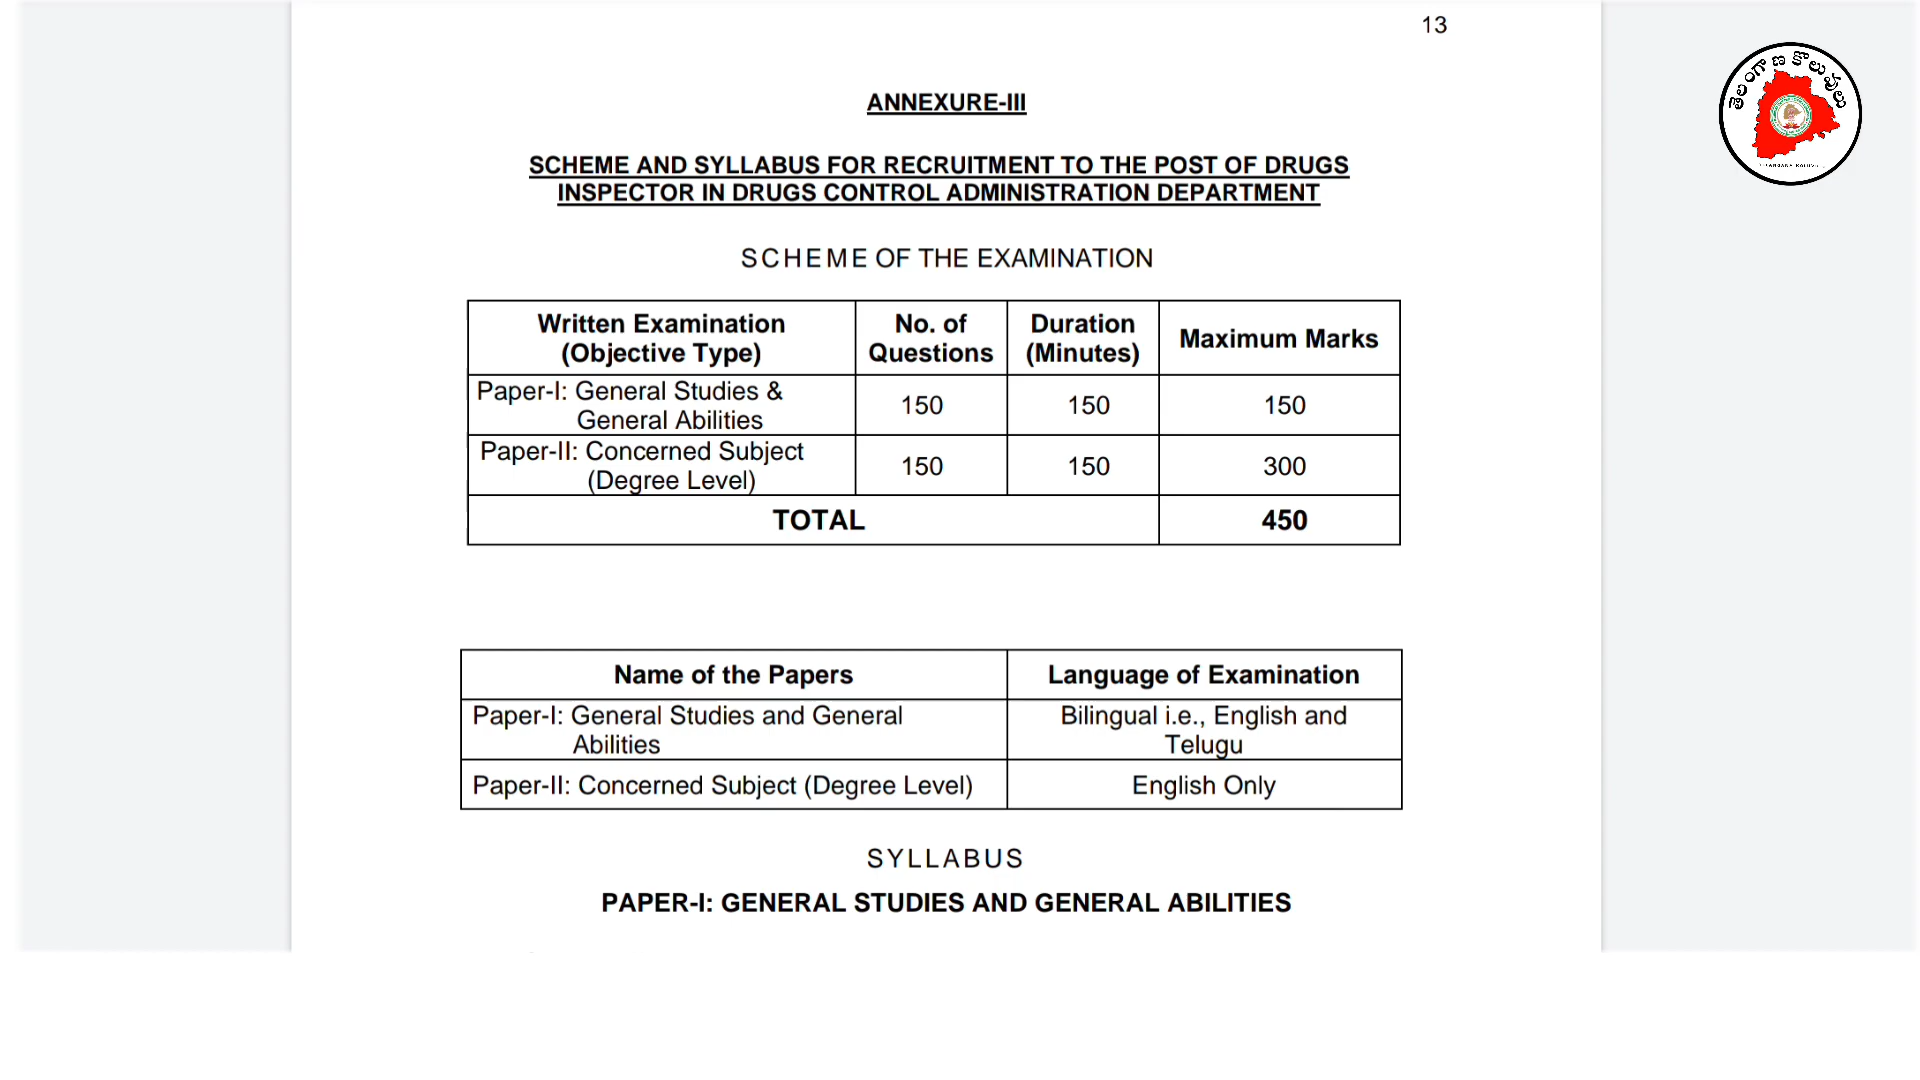 13
తెలంగాణ కొలువులు
ANNEXURE-III
SCHEME AND SYLLABUS FOR RECRUITMENT TO THE POST OF DRUGS
INSPECTOR IN DRUGS CONTROL ADMINISTRATION DEPARTMENT
SCHEME OF THE EXAMINATION
Written Examination (Objective Type) No. of Questions Duration (Minutes) Maximum Marks
Paper-I: General Studies & General Abilities 150 150 150
Paper-II: Concerned Subject (Degree Level) 150 150 300
TOTAL 450
Name of the Papers Language of Examination
Paper-I: General Studies and General Abilities Bilingual i.e., English and Telugu
Paper-II: Concerned Subject (Degree Level) English Only
SYLLABUS
PAPER-I: GENERAL STUDIES AND GENERAL ABILITIES